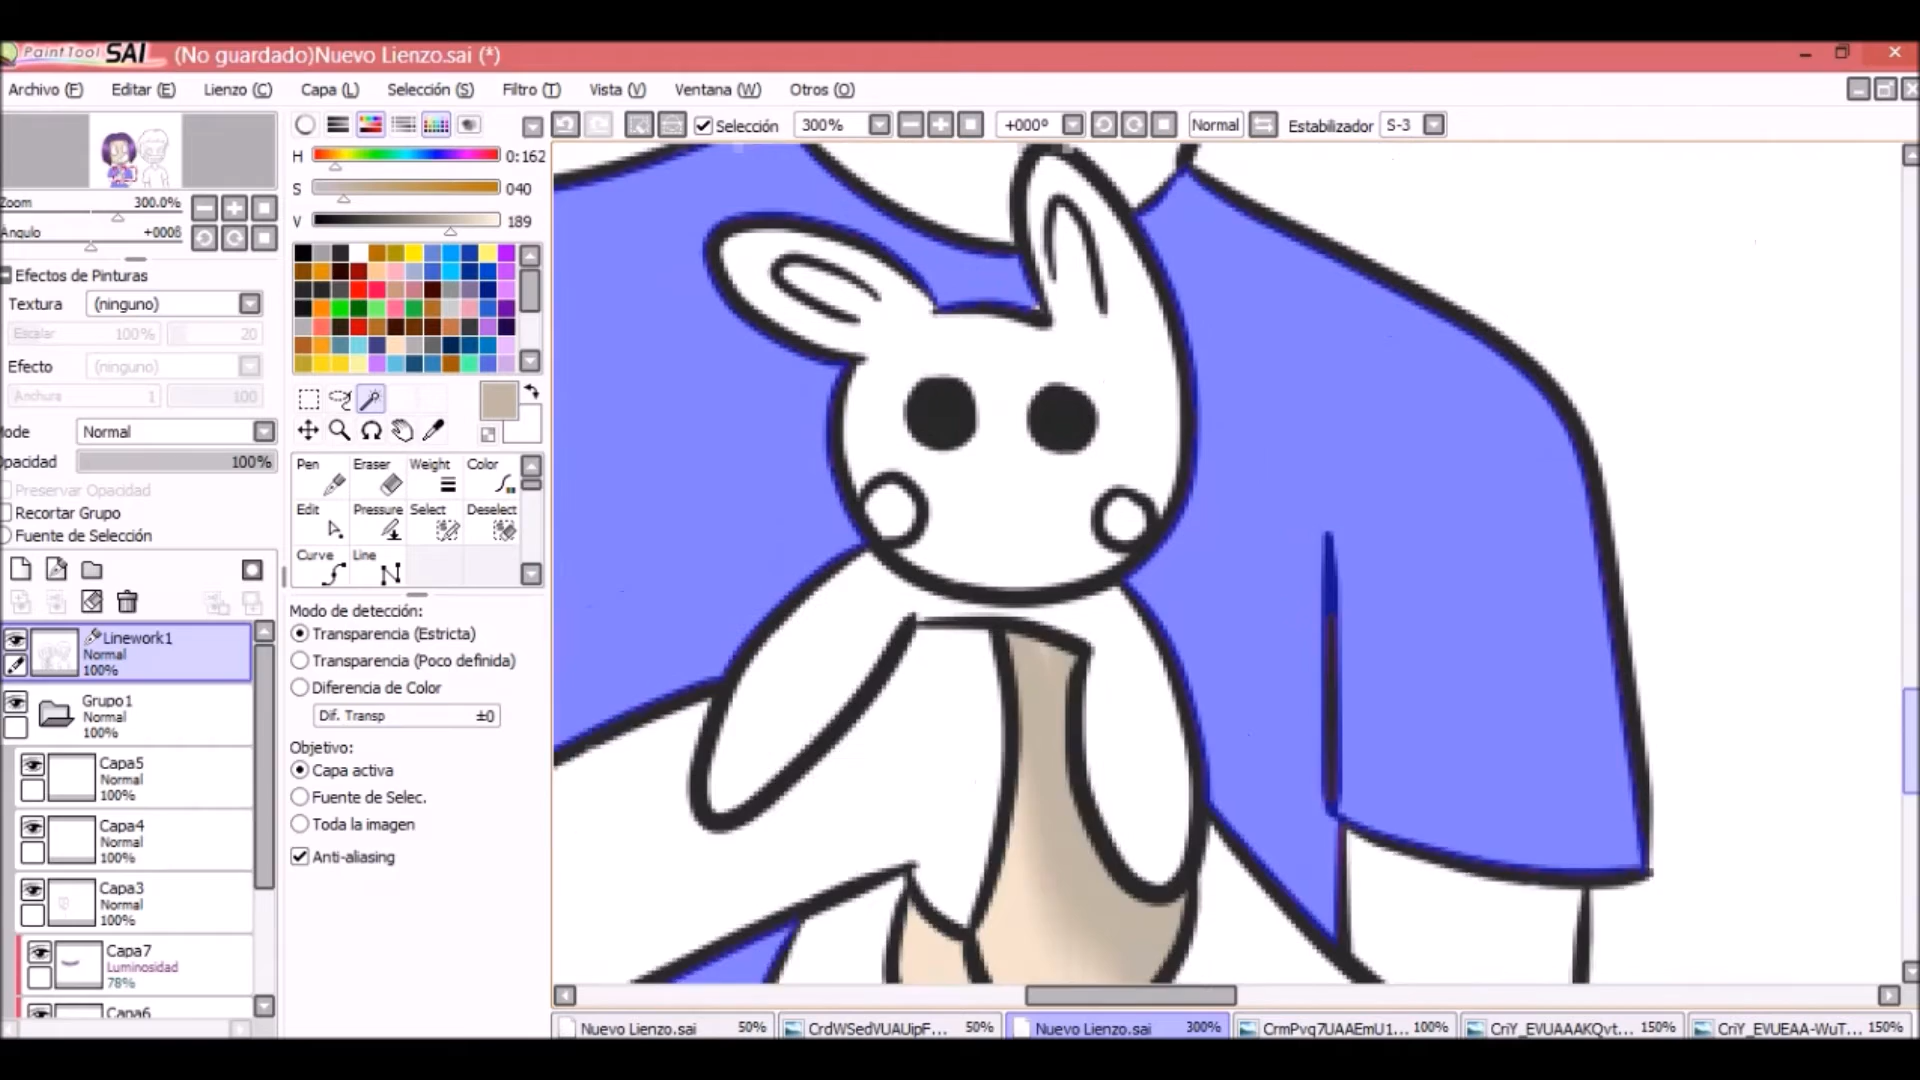 PaintTool SAI (No guardado)Nuevo Lienzo.sai (*)
Archivo (F) Editar (E) Lienzo (C) Capa (L) Selección (S) Filtro (T) Vista (V) Ventana (W) Otros (O)
Selección 300% +000º Normal Estabilizador S-3
H 0:162
S 040
V 189
Zoom 300.0%
Angulo
Efectos de Pinturas
Textura (ninguno)
Escalar 100% 20
Efecto (ninguno)
Anchura 1 100
Mode Normal
Opacidad 100%
Preservar Opacidad
Recortar Grupo
Fuente de Selección
Pen Eraser Weight Color
Edit Pressure Select Deselect
Curve Line
Modo de detección:
Transparencia (Estricta)
Transparencia (Poco definida)
Diferencia de Color
Dif. Transp ±0
Objetivo:
Capa activa
Fuente de Selec.
Toda la imagen
Anti-aliasing
Linework1
Normal
100%
Grupo1
Normal
100%
Capa5
Normal
100%
Capa4
Normal
100%
Capa3
Normal
100%
Capa7
Luminosidad
78%
Capa6
Nuevo Lienzo.sai 50% CrdWSedVUAUipF... 50% Nuevo Lienzo.sai 300% CrmPvq7UAAEmU1... 100% CriY_EVUAAAKQvt... 150% CriY_EVUEAA-WuT... 150%